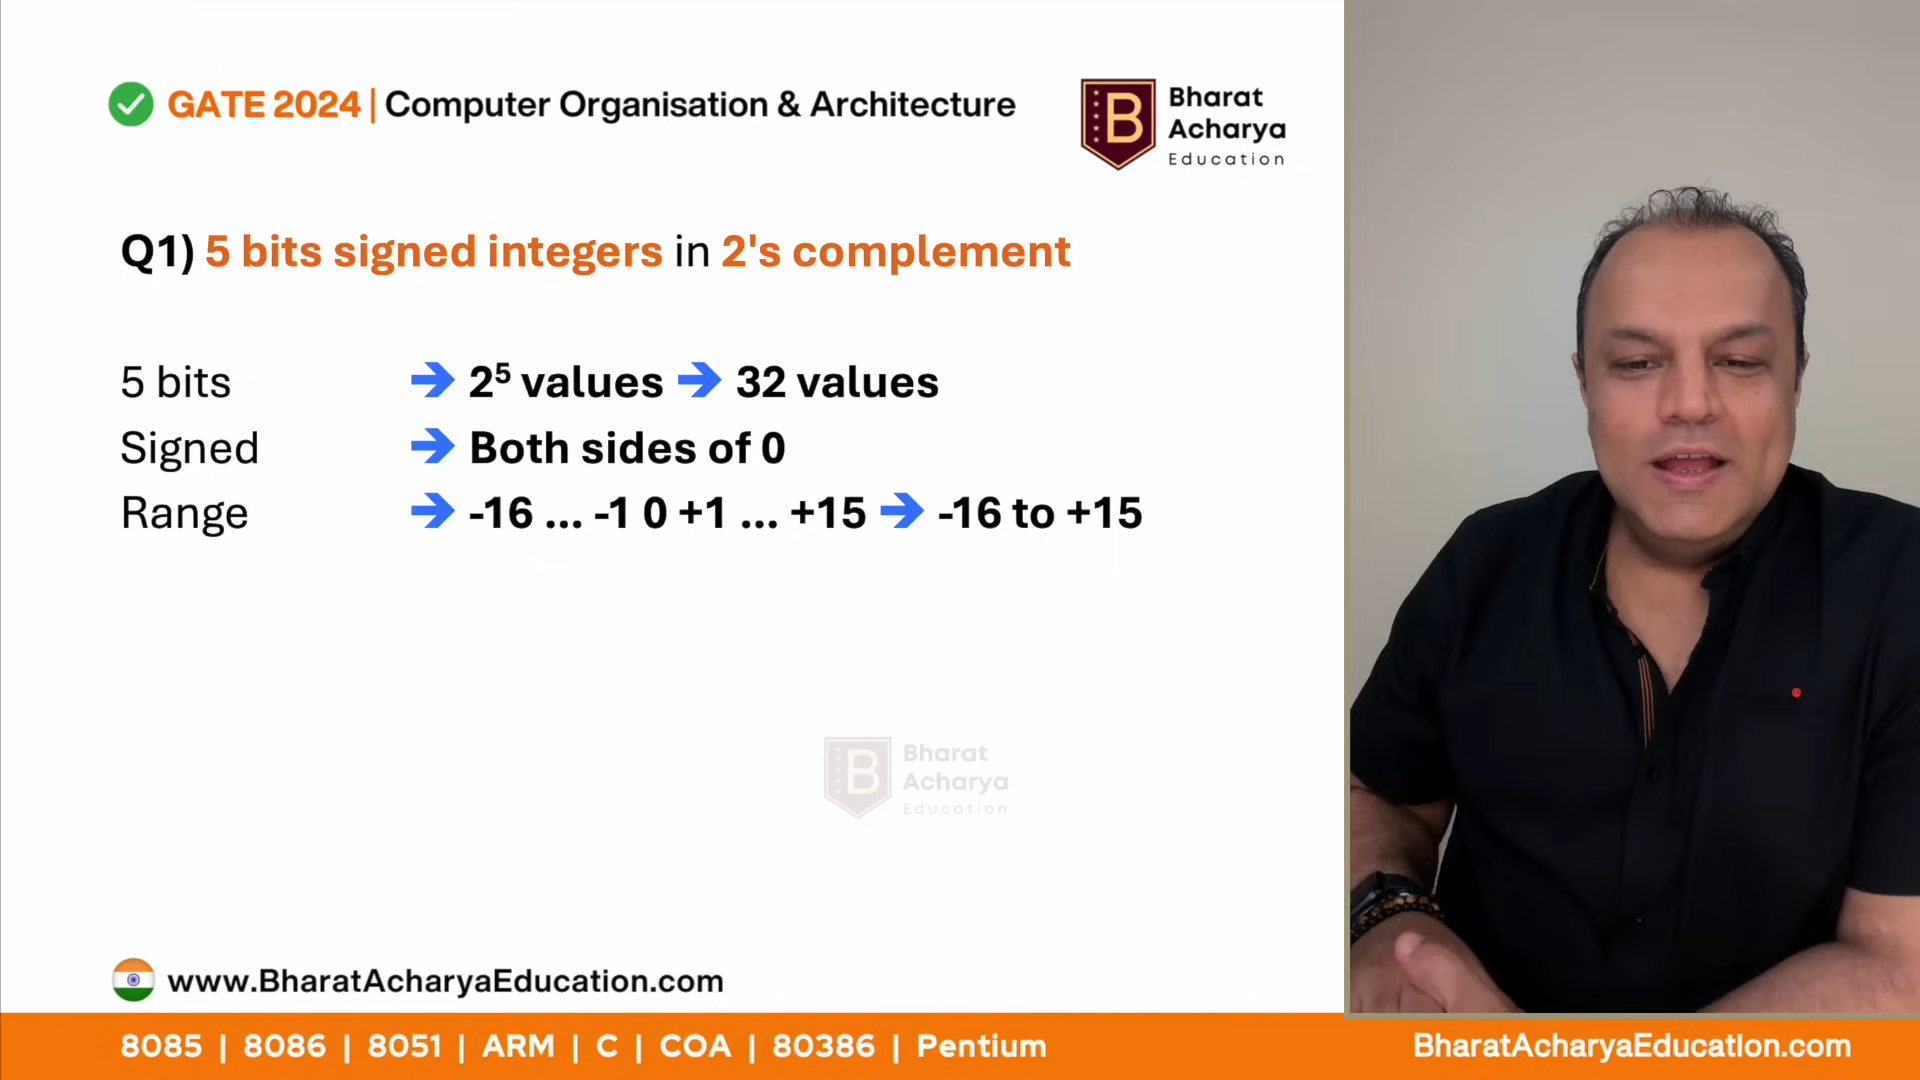 GATE 2024 | Computer Organisation & Architecture
B
Bharat
Acharya
Education
Q1) 5 bits signed integers in 2's complement
5 bits ➔ 2⁵ values ➔ 32 values
Signed ➔ Both sides of 0
Range ➔ -16 ... -1 0 +1 ... +15 ➔ -16 to +15
B
Bharat
Acharya
Education
www.BharatAcharyaEducation.com
8085 | 8086 | 8051 | ARM | C | COA | 80386 | Pentium
BharatAcharyaEducation.com